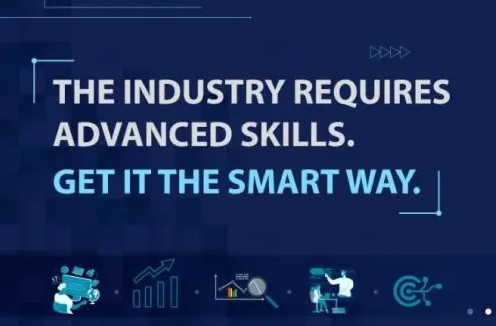 THE INDUSTRY REQUIRES
ADVANCED SKILLS.
GET IT THE SMART WAY.